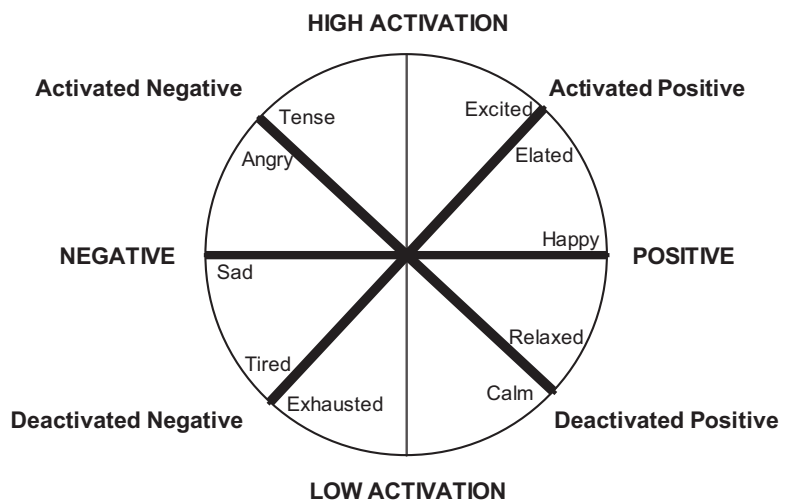 HIGH ACTIVATION
Activated Negative
Activated Positive
Tense
Excited
Angry
Elated
NEGATIVE
Happy
POSITIVE
Sad
Relaxed
Tired
Calm
Exhausted
Deactivated Negative
Deactivated Positive
LOW ACTIVATION